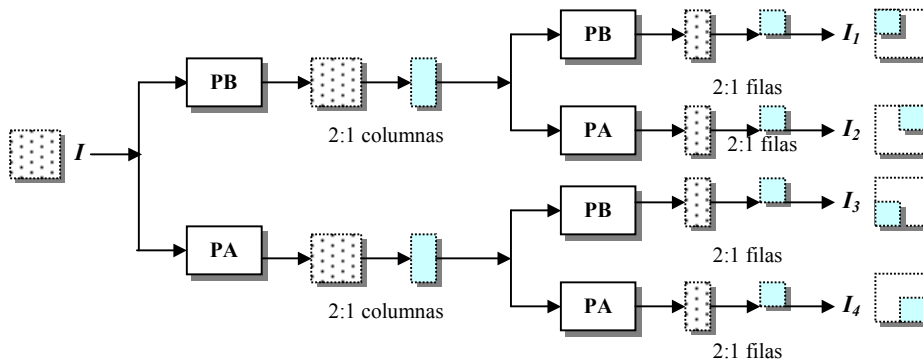 PB
I₁
PB
2:1 filas
2:1 columnas
PA
I₂
2:1 filas
I
PB
I₃
PA
2:1 filas
2:1 columnas
PA
I₄
2:1 filas